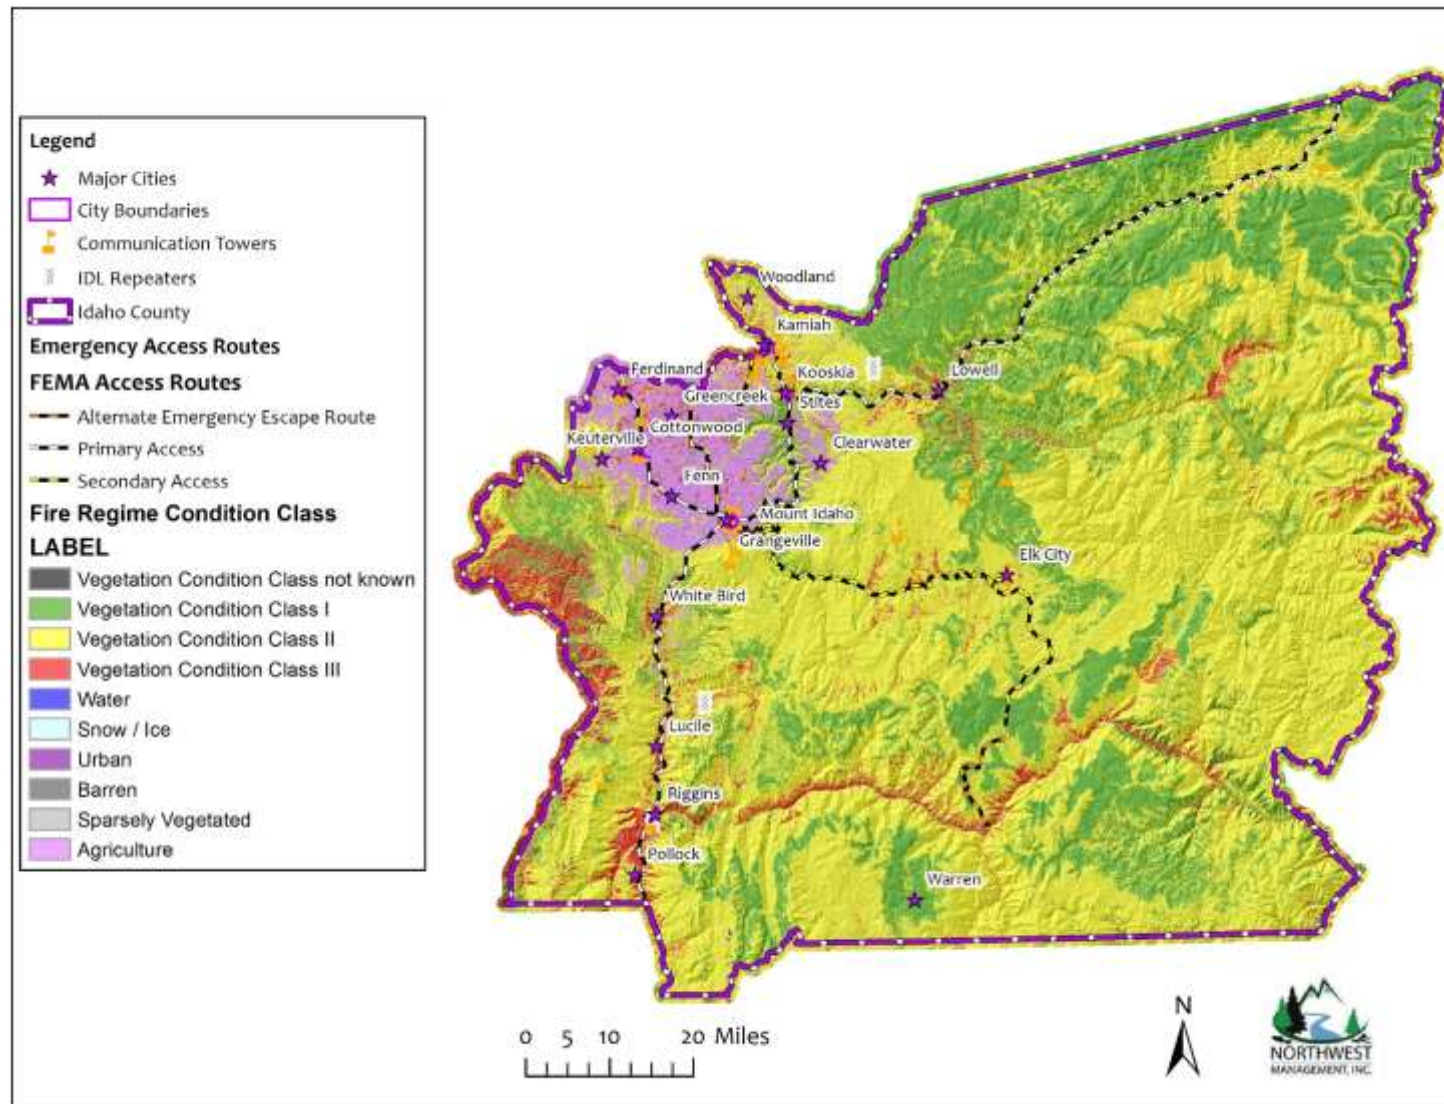 Legend
Major Cities
City Boundaries
Communication Towers
IDL Repeaters
Idaho County
Emergency Access Routes
FEMA Access Routes
Alternate Emergency Escape Route
Primary Access
Secondary Access
Fire Regime Condition Class
LABEL
Vegetation Condition Class not known
Vegetation Condition Class I
Vegetation Condition Class II
Vegetation Condition Class III
Water
Snow / Ice
Urban
Barren
Sparsely Vegetated
Agriculture
Woodland
Kamiah
Ferdinand
Kooskia
Lowell
Greencreek
Stites
Cottonwood
Keuterville
Clearwater
Fenn
Mount Idaho
Grangeville
Elk City
White Bird
Lucile
Riggins
Pollock
Warren
0 5 10 20 Miles
N
NORTHWEST
MANAGEMENT, INC.